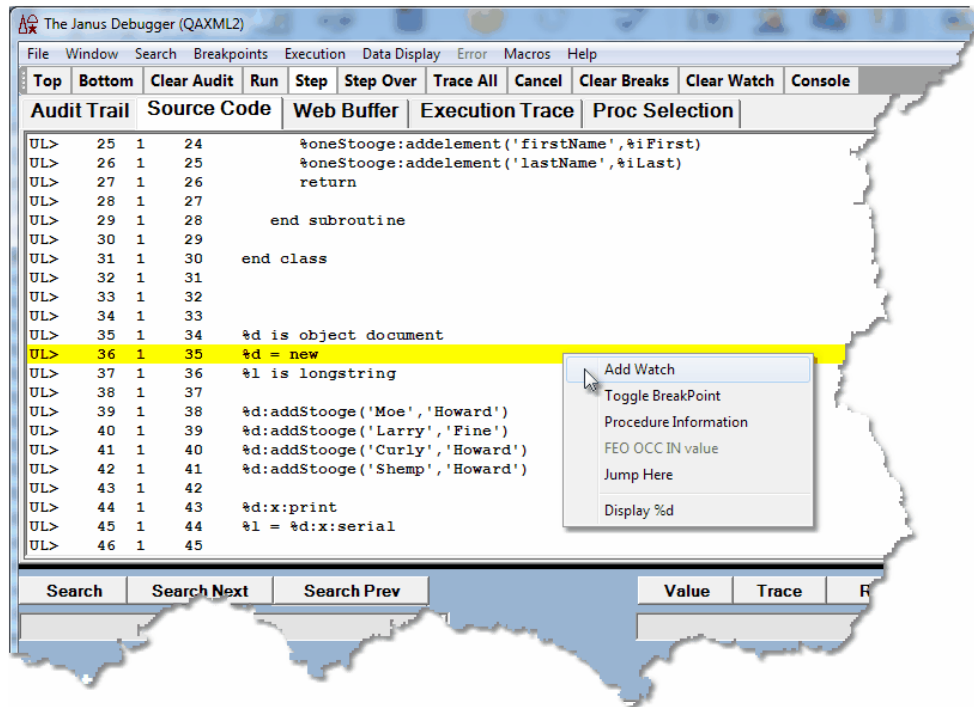 The Janus Debugger (QAXML2)
File Window Search Breakpoints Execution Data Display Error Macros Help
Top Bottom Clear Audit Run Step Step Over Trace All Cancel Clear Breaks Clear Watch Console
Audit Trail Source Code Web Buffer Execution Trace Proc Selection
UL> 25 1 24 %oneStooge:addelement('firstName',%iFirst)
UL> 26 1 25 %oneStooge:addelement('lastName',%iLast)
UL> 27 1 26 return
UL> 28 1 27
UL> 29 1 28 end subroutine
UL> 30 1 29
UL> 31 1 30 end class
UL> 32 1 31
UL> 33 1 32
UL> 34 1 33
UL> 35 1 34 %d is object document
UL> 36 1 35 %d = new
UL> 37 1 36 %l is longstring
UL> 38 1 37
UL> 39 1 38 %d:addStooge('Moe','Howard')
UL> 40 1 39 %d:addStooge('Larry','Fine')
UL> 41 1 40 %d:addStooge('Curly','Howard')
UL> 42 1 41 %d:addStooge('Shemp','Howard')
UL> 43 1 42
UL> 44 1 43 %d:x:print
UL> 45 1 44 %l = %d:x:serial
UL> 46 1 45
Add Watch
Toggle BreakPoint
Procedure Information
FEO OCC IN value
Jump Here
Display %d
Search Search Next Search Prev Value Trace